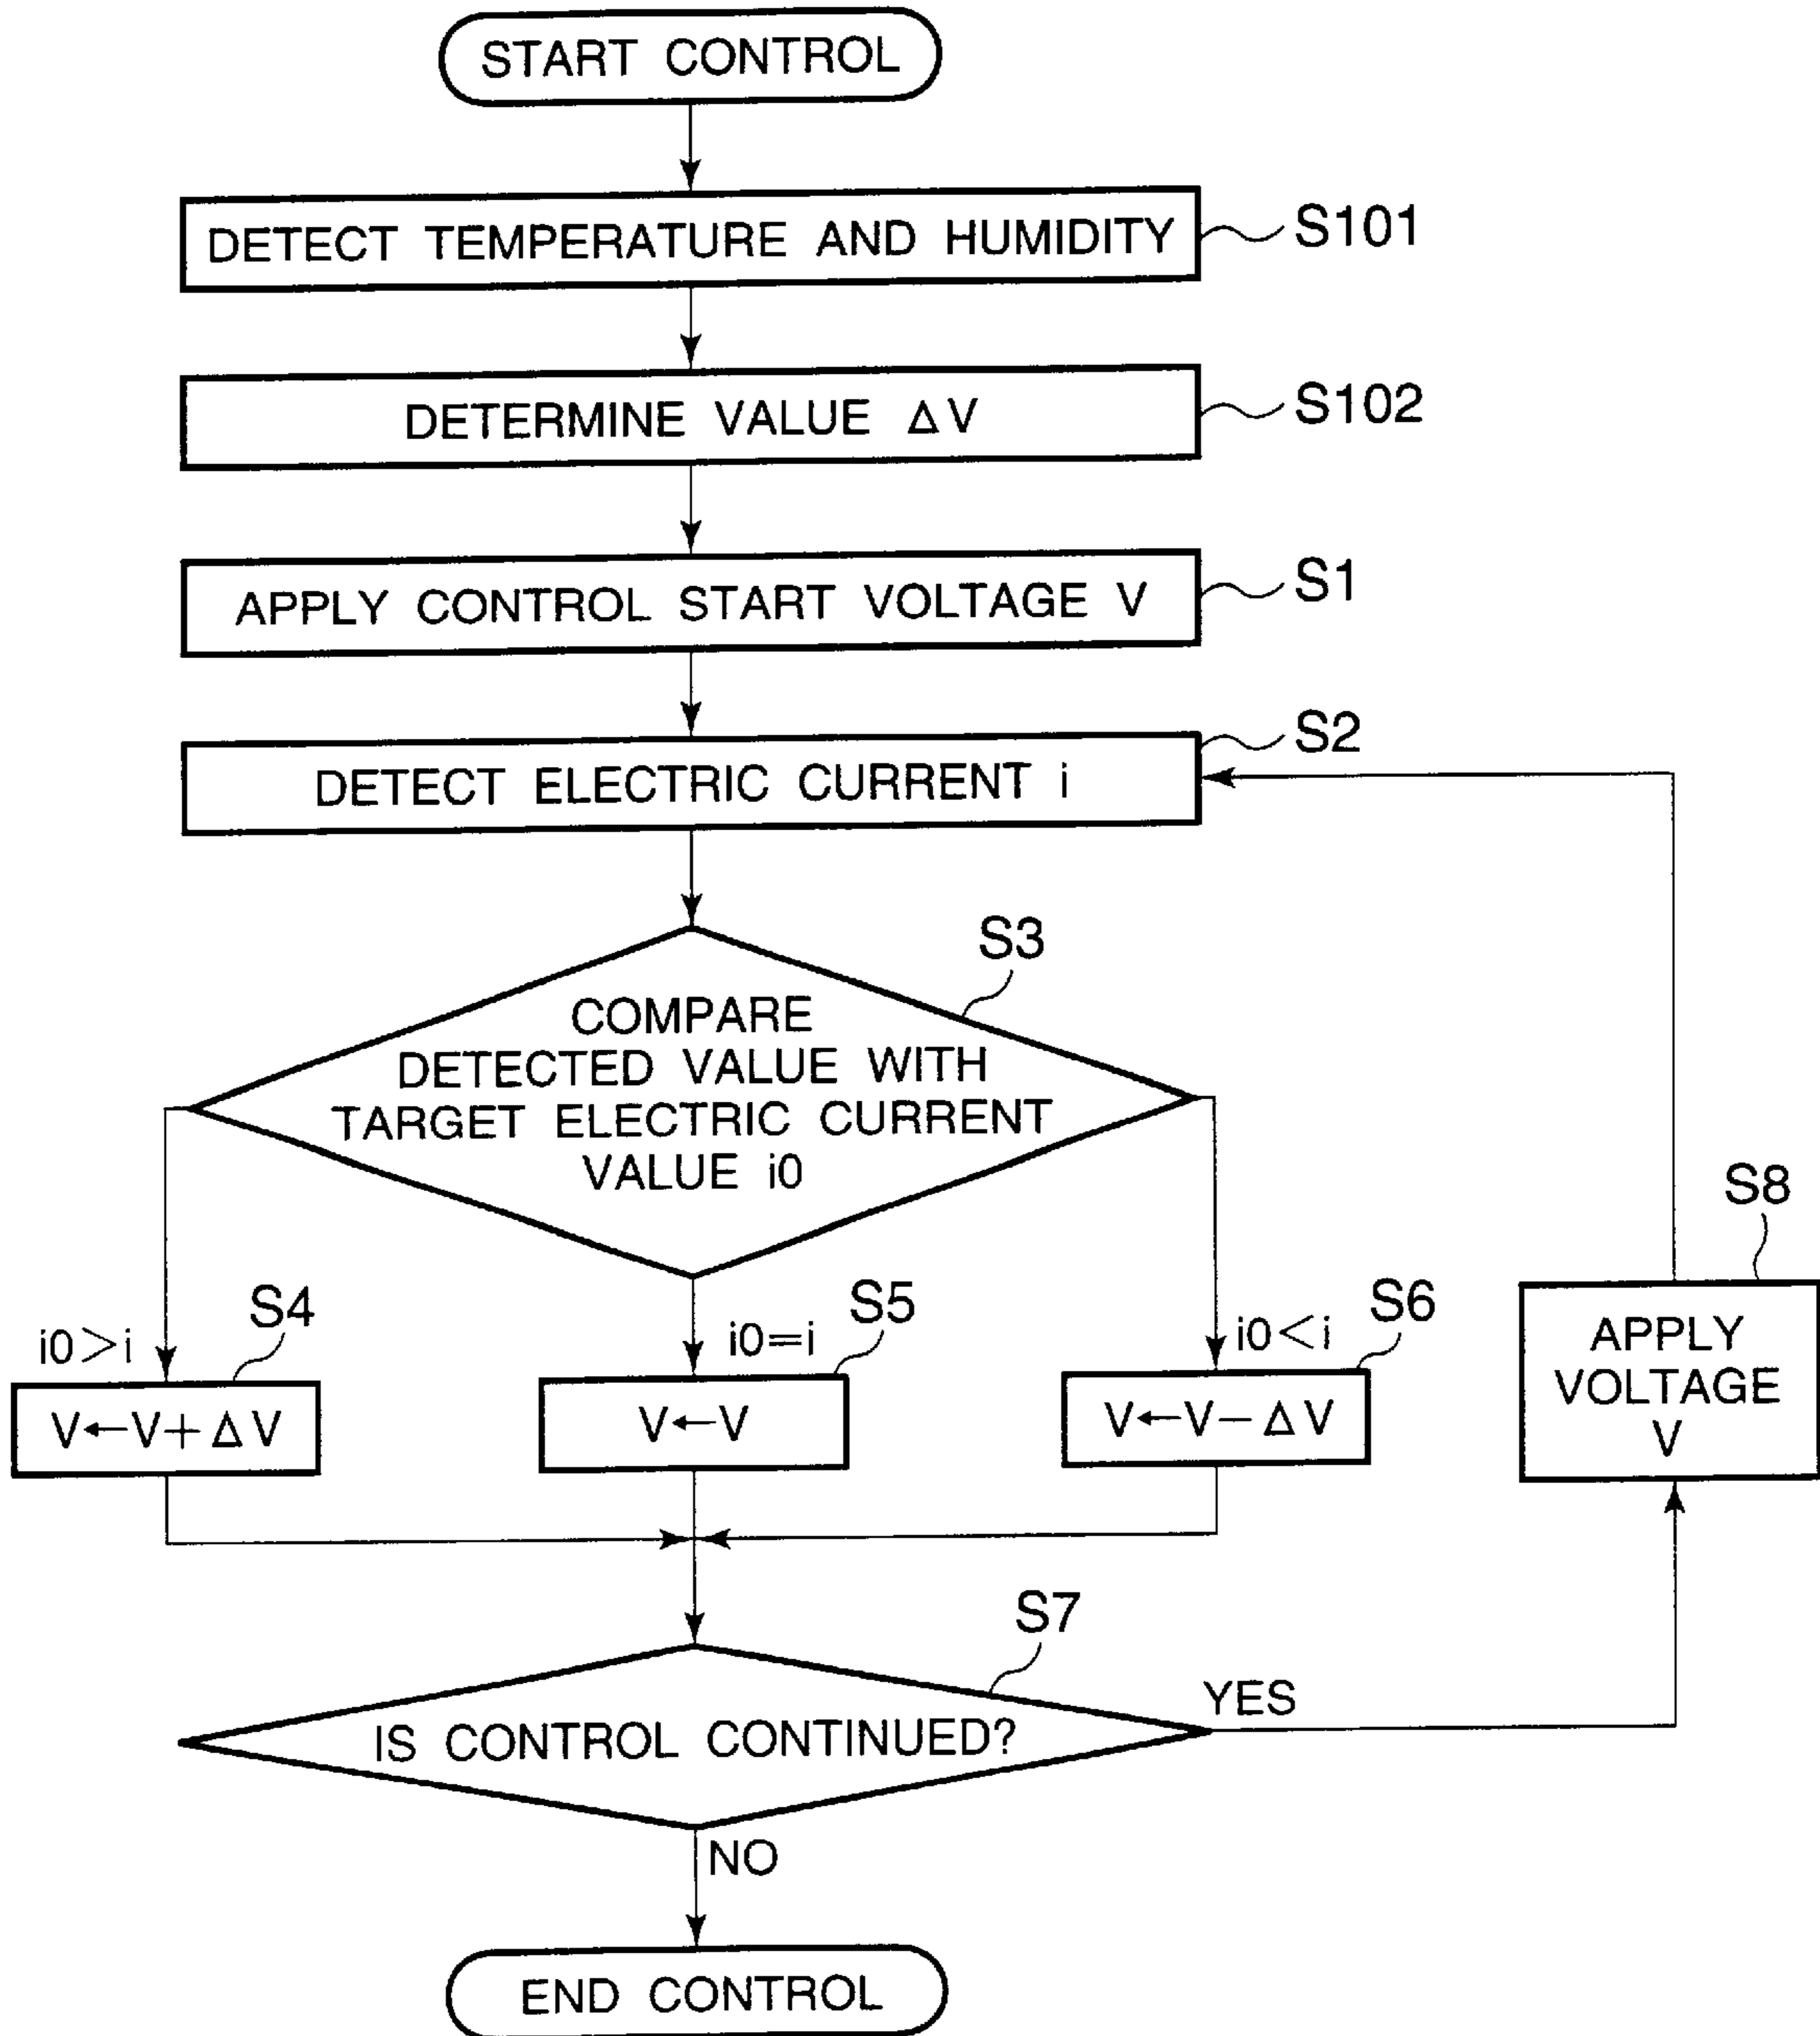 START CONTROL
DETECT TEMPERATURE AND HUMIDITY
S101
DETERMINE VALUE ΔV
S102
APPLY CONTROL START VOLTAGE V
S1
S2
DETECT ELECTRIC CURRENT i
S3
COMPARE
DETECTED VALUE WITH
TARGET ELECTRIC CURRENT
VALUE i0
i0>i
S4
V←V+ΔV
i0=i
S5
V←V
i0<i
S6
V←V−ΔV
S8
APPLY
VOLTAGE
V
S7
IS CONTROL CONTINUED?
YES
NO
END CONTROL